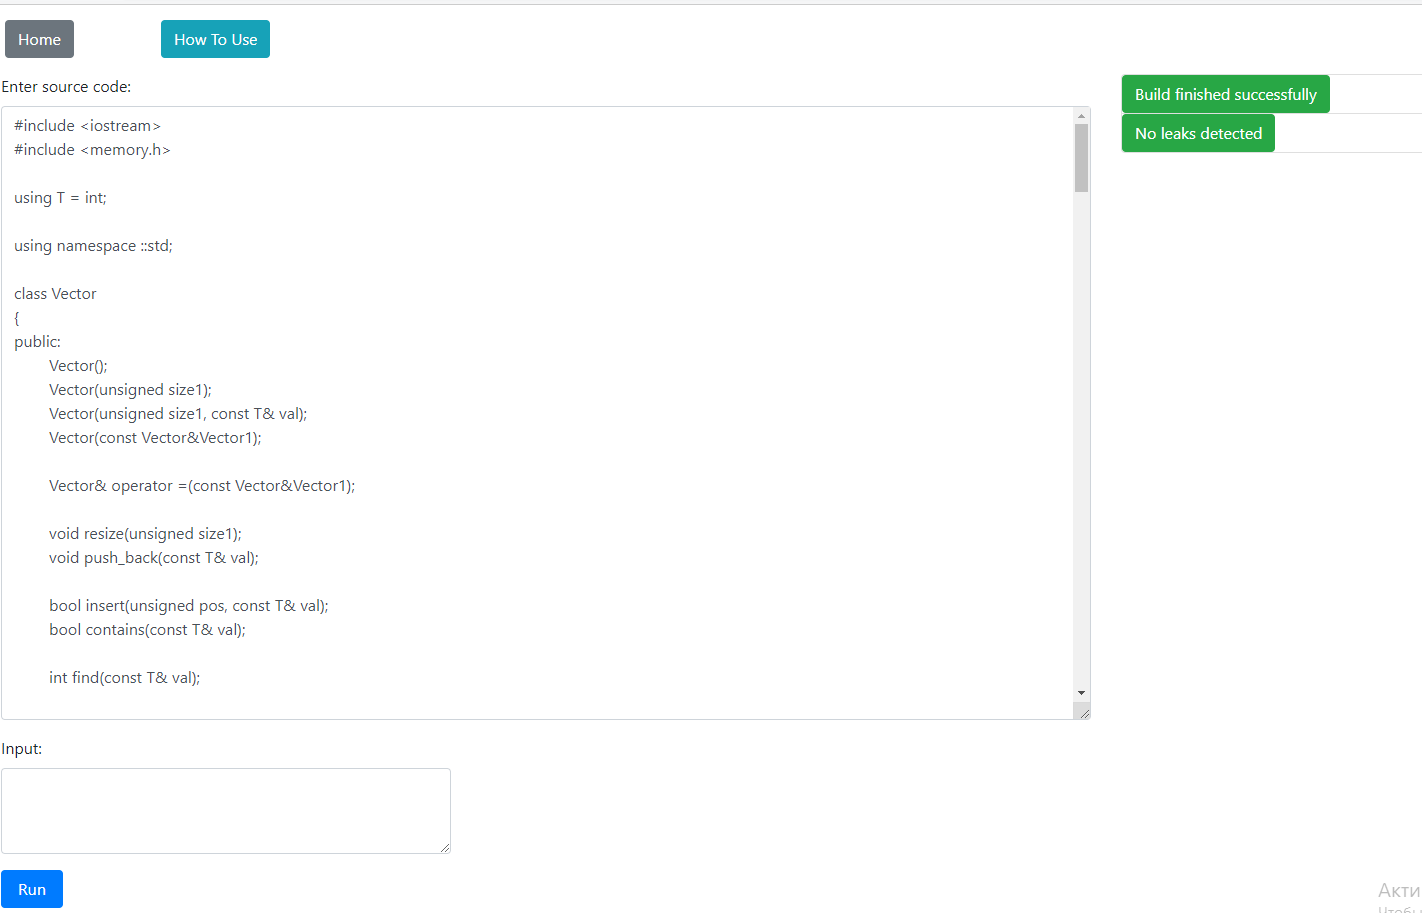 Home
How To Use
Enter source code:
#include <iostream>
#include <memory.h>
using T = int;
using namespace ::std;
class Vector
{
public:
Vector();
Vector(unsigned size1);
Vector(unsigned size1, const T& val);
Vector(const Vector&Vector1);
Vector& operator =(const Vector&Vector1);
void resize(unsigned size1);
void push_back(const T& val);
bool insert(unsigned pos, const T& val);
bool contains(const T& val);
int find(const T& val);
Build finished successfully
No leaks detected
Input:
Run
Акти